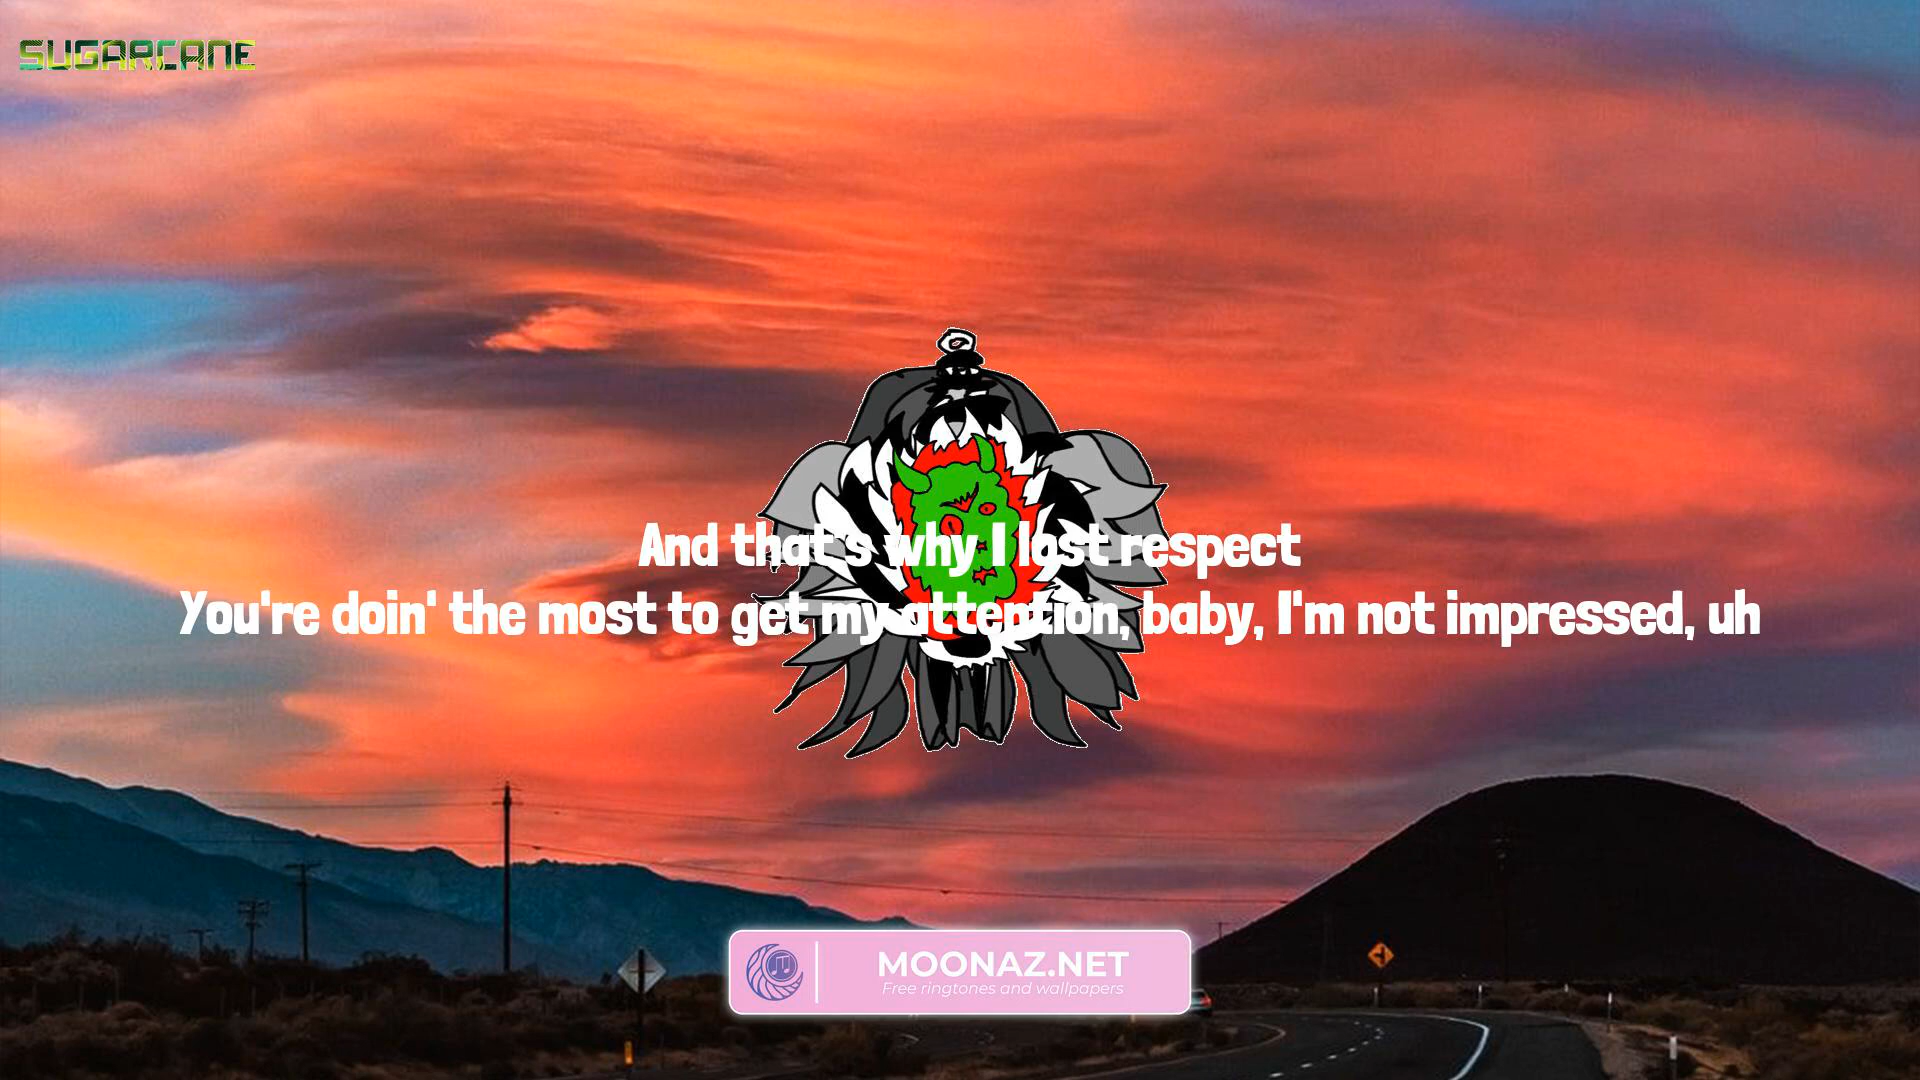 SUGARCANE
And that's why I lost respect
You're doin' the most to get my attention, baby, I'm not impressed, uh
MOONAZ.NET
Free ringtones and wallpapers